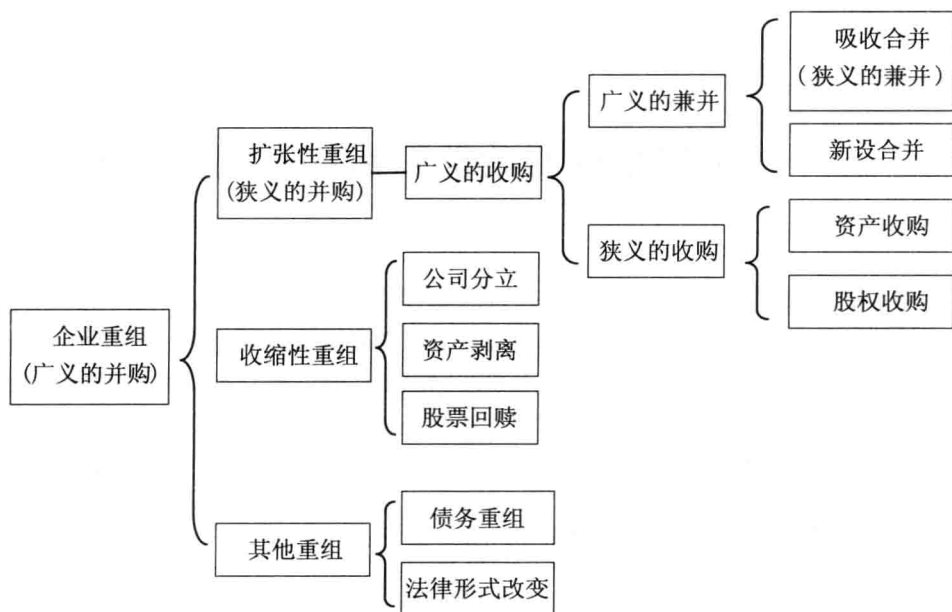 吸收合并
(狭义的兼并)
广义的兼并
新设合并
扩张性重组
(狭义的并购)
广义的收购
资产收购
狭义的收购
股权收购
公司分立
企业重组
(广义的并购)
收缩性重组
资产剥离
股票回赎
债务重组
其他重组
法律形式改变